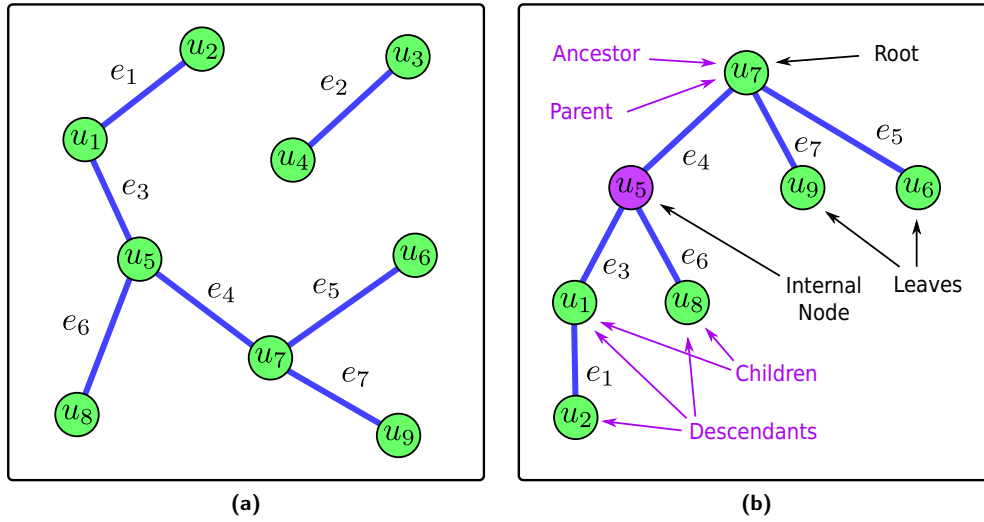 u2
u3
e1
e2
u1
u4
e3
u5
u6
e5
e4
e6
u7
e7
u8
u9
(a)
Ancestor
Root
u7
Parent
e5
e4
e7
u5
u9
u6
e3
e6
Internal
Node
Leaves
u1
u8
Children
e1
u2
Descendants
(b)